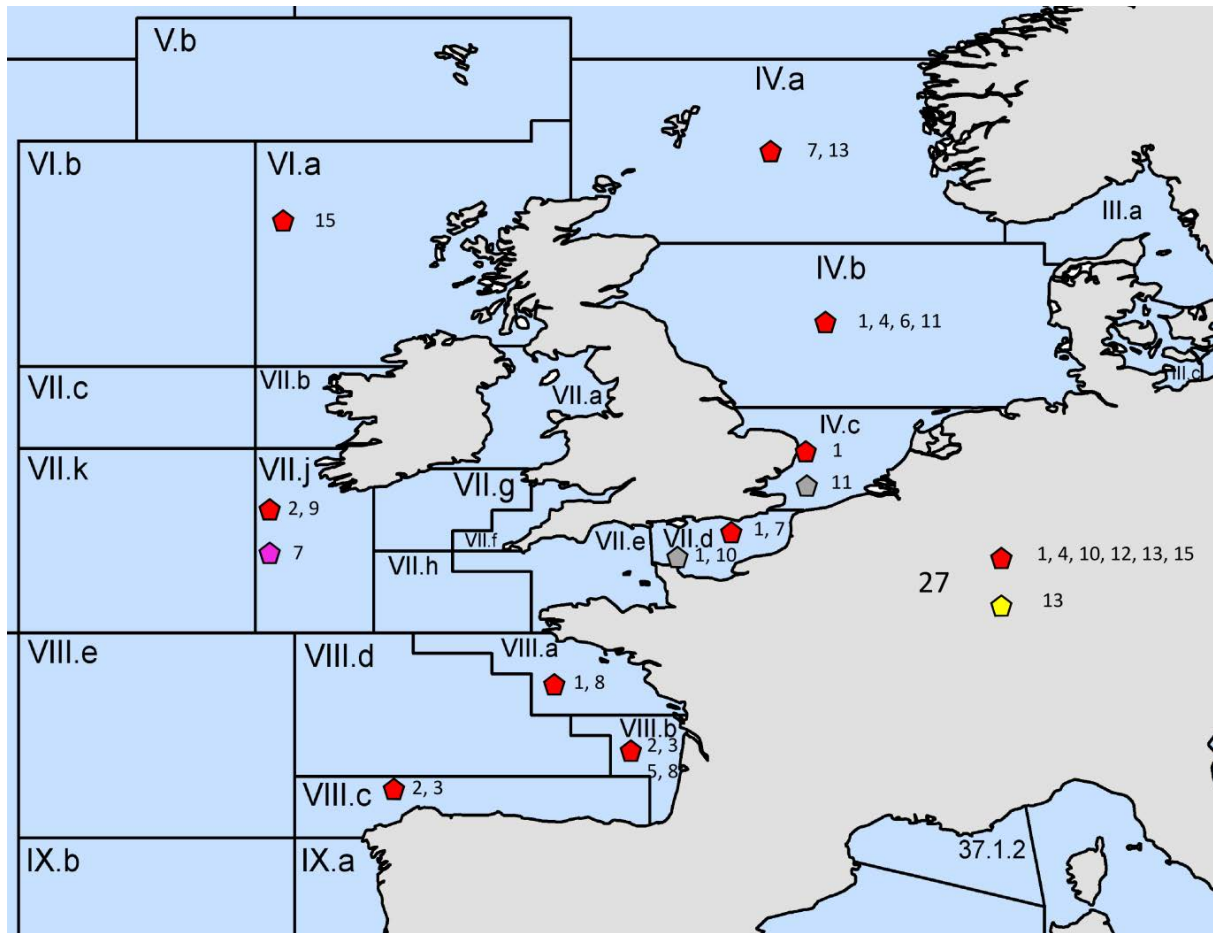 V.b
IV.a
VI.b
VI.a
7, 13
15
III.a
IV.b
1, 4, 6, 11
VII.c
VII.b
VII.a
III.c
IV.c
1
11
VII.k
VII.j
VII.g
2, 9
VII.f
VII.e
VII.d
1, 7
1, 10
7
VII.h
27
1, 4, 10, 12, 13, 15
13
VIII.e
VIII.d
VIII.a
1, 8
VIII.b
2, 3
5, 8
VIII.c
2, 3
IX.b
IX.a
37.1.2